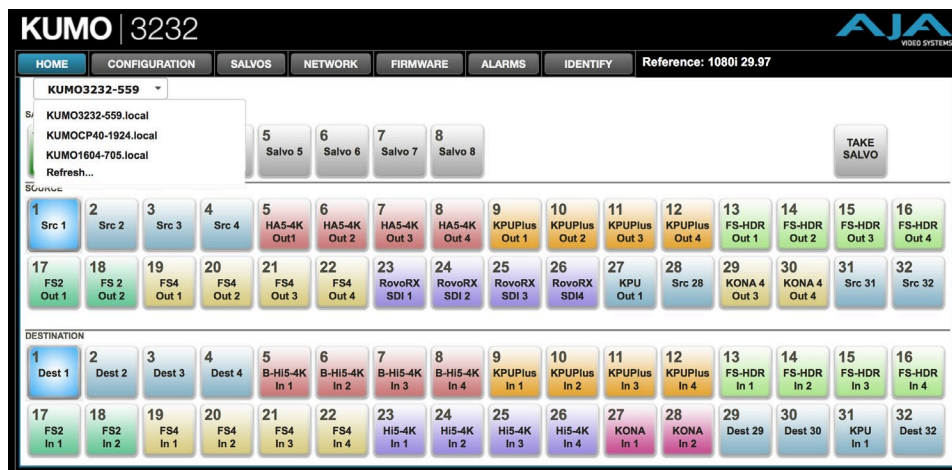 KUMO | 3232
AJA
VIDEO SYSTEMS
HOME CONFIGURATION SALVOS NETWORK FIRMWARE ALARMS IDENTIFY Reference: 1080i 29.97
KUMO3232-559
KUMO3232-559.local
KUMOCP40-1924.local
KUMO1604-705.local
Refresh...
5 6 7 8
Salvo 5 Salvo 6 Salvo 7 Salvo 8
TAKE
SALVO
SOURCE
1 2 3 4 5 6 7 8 9 10 11 12 13 14 15 16
Src 1 Src 2 Src 3 Src 4 HA5-4K HA5-4K HA5-4K HA5-4K KPUPlus KPUPlus KPUPlus KPUPlus FS-HDR FS-HDR FS-HDR FS-HDR
Out1 Out 2 Out 3 Out 4 Out 1 Out 2 Out 3 Out 4 Out 1 Out 2 Out 3 Out 4
17 18 19 20 21 22 23 24 25 26 27 28 29 30 31 32
FS2 FS 2 FS4 FS4 FS4 FS4 RovoRX RovoRX RovoRX RovoRX KPU Src 28 KONA 4 KONA 4 Src 31 Src 32
Out 1 Out 2 Out 1 Out 2 Out 3 Out 4 SDI 1 SDI 2 SDI 3 SDI4 Out 1 Out 3 Out 4
DESTINATION
1 2 3 4 5 6 7 8 9 10 11 12 13 14 15 16
Dest 1 Dest 2 Dest 3 Dest 4 B-Hi5-4K B-Hi5-4K B-Hi5-4K B-Hi5-4K KPUPlus KPUPlus KPUPlus KPUPlus FS-HDR FS-HDR FS-HDR FS-HDR
In 1 In 2 In 3 In 4 In 1 In 2 In 3 In 4 In 1 In 2 In 3 In 4
17 18 19 20 21 22 23 24 25 26 27 28 29 30 31 32
FS2 FS2 FS4 FS4 FS4 FS4 Hi5-4K Hi5-4K Hi5-4K Hi5-4K KONA KONA Dest 29 Dest 30 KPU Dest 32
In 1 In 2 In 1 In 2 In 3 In 4 In 1 In 2 In 3 In 4 In 1 In 2 In 1